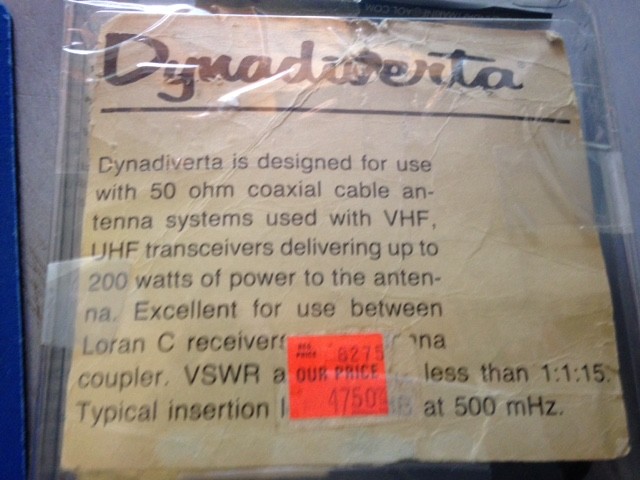 Dynadiverta
Dynadiverta is designed for use
with 50 ohm coaxial cable an-
tenna systems used with VHF,
UHF transceivers delivering up to
200 watts of power to the anten-
na. Excellent for use between
Loran C receivers nna
coupler. VSWR a less than 1:1:15.
Typical insertion l dB at 500 mHz.
REG. PRICE 8275
OUR PRICE
4750